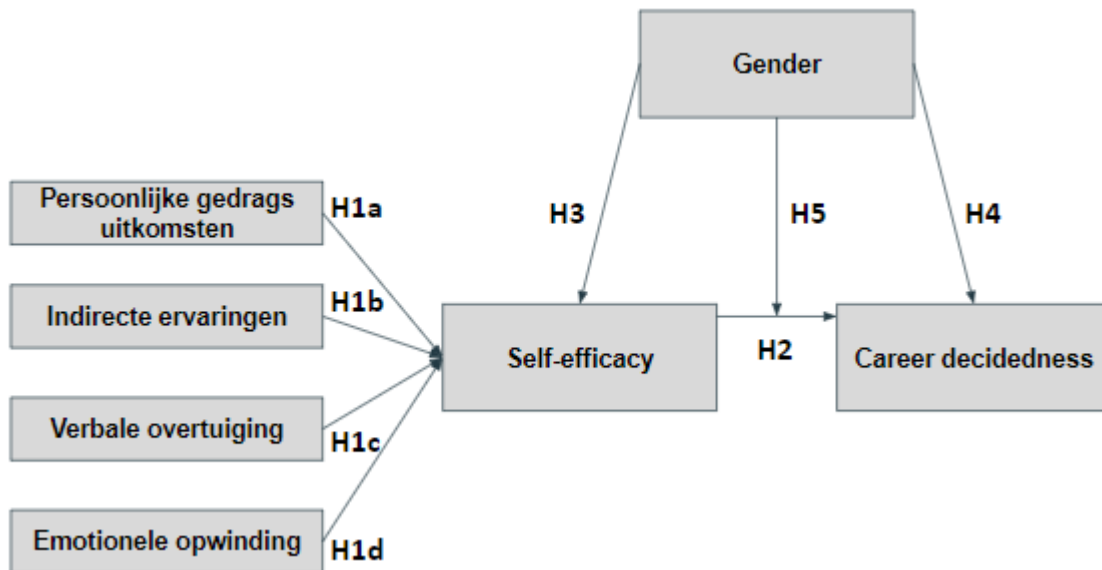 Gender
Persoonlijke gedrags
uitkomsten
H1a
H3
H5
H4
Indirecte ervaringen
H1b
Self-efficacy
H2
Career decidedness
Verbale overtuiging
H1c
Emotionele opwinding
H1d